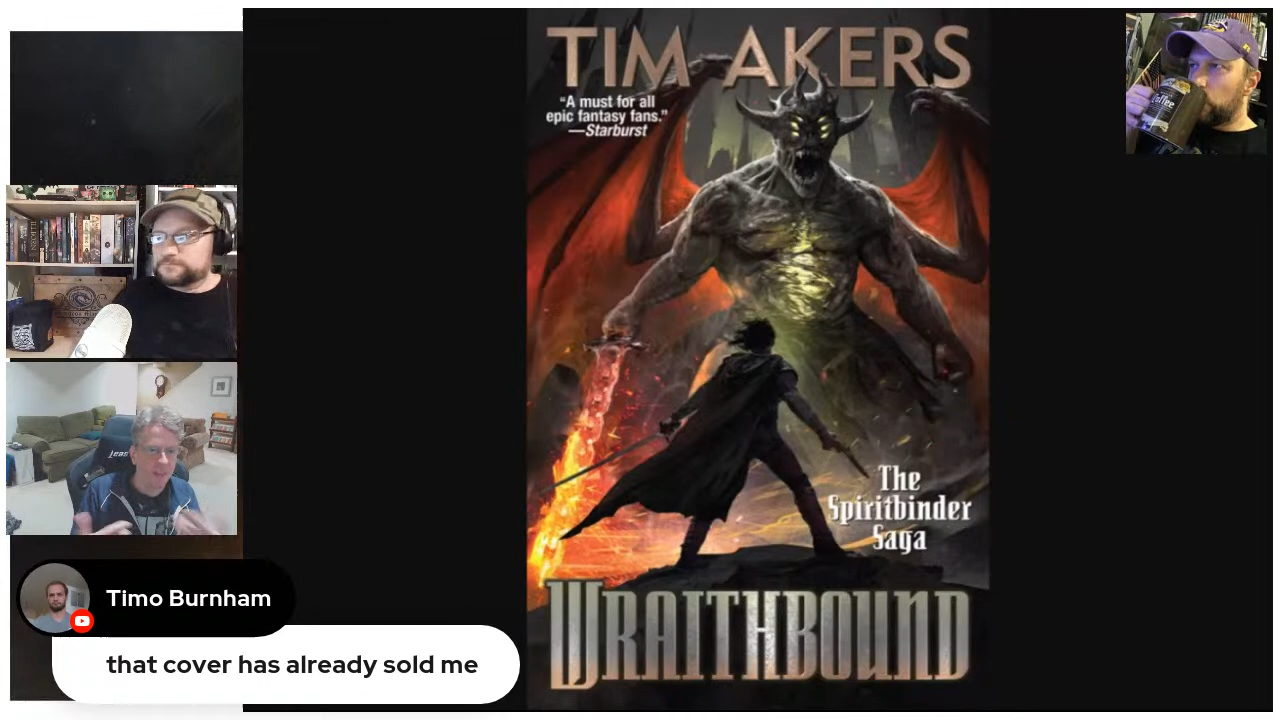 TIM AKERS
"A must for all
epic fantasy fans."
—Starburst
The
Spiritbinder
Saga
WRAITHBOUND
Timo Burnham
that cover has already sold me
Coffee